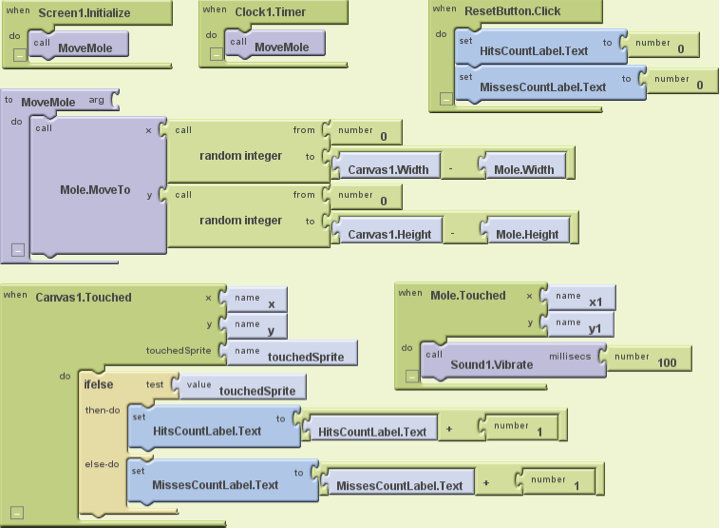 when Screen1.Initialize
do call MoveMole
when Clock1.Timer
do call MoveMole
when ResetButton.Click
do set HitsCountLabel.Text to number 0
set MissesCountLabel.Text to number 0
to MoveMole arg
do call Mole.MoveTo
x call random integer from number 0
to Canvas1.Width - Mole.Width
y call random integer from number 0
to Canvas1.Height - Mole.Height
when Canvas1.Touched x name x
y name y
touchedSprite name touchedSprite
do ifelse test value touchedSprite
then-do set HitsCountLabel.Text to HitsCountLabel.Text + number 1
else-do set MissesCountLabel.Text to MissesCountLabel.Text + number 1
when Mole.Touched x name x1
y name y1
do call Sound1.Vibrate millisecs number 100